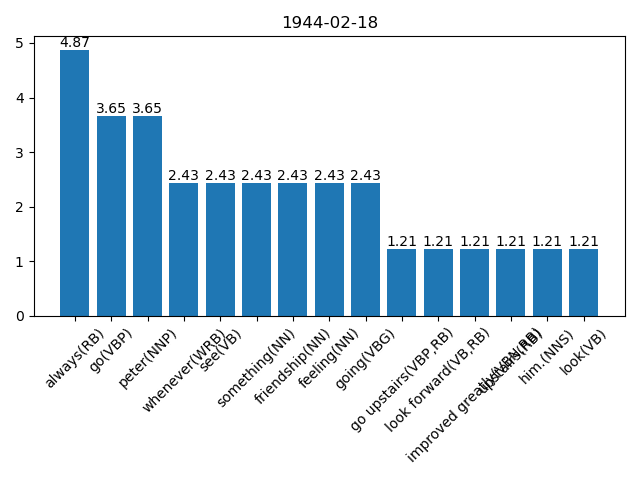 1944-02-18
5
4
3
2
1
0
4.87
3.65
3.65
2.43
2.43
2.43
2.43
2.43
2.43
1.21
1.21
1.21
1.21
1.21
1.21
always(RB)
go(VBP)
peter(NNP)
whenever(WRB)
see(VB)
something(NN)
friendship(NN)
feeling(NN)
going(VBG)
go upstairs(VBP,RB)
look forward(VB,RB)
improved greatly(VBN,RB)
upstairs(RB)
him.(NNS)
look(VB)